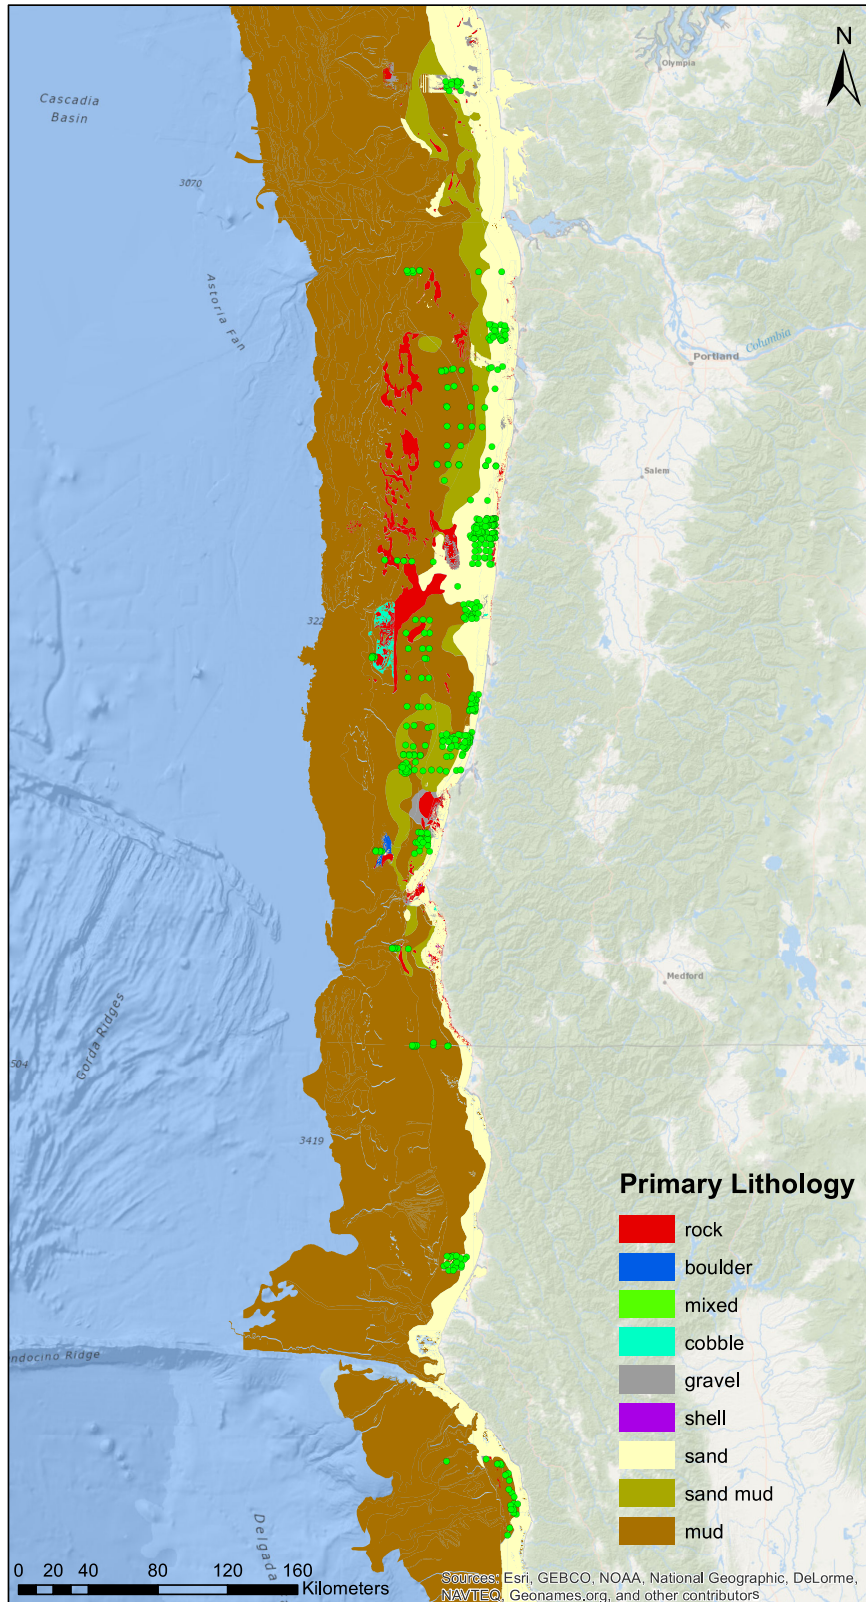 N
Olympia
Cascadia
Basin
3070
Astoria Fan
Columbia
Portland
Salem
322
Medford
Gorda Ridges
504
3419
Primary Lithology
rock
boulder
mixed
cobble
gravel
shell
sand
sand mud
mud
ndocino Ridge
Delgada
0 20 40 80 120 160
Kilometers
Sources: Esri, GEBCO, NOAA, National Geographic, DeLorme,
NAVTEQ, Geonames.org, and other contributors